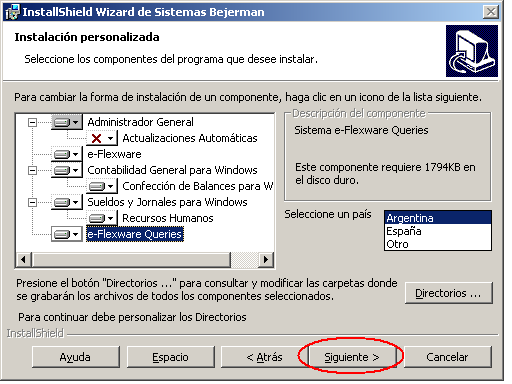 InstallShield Wizard de Sistemas Bejerman
Instalación personalizada
Seleccione los componentes del programa que desee instalar.
Para cambiar la forma de instalación de un componente, haga clic en un icono de la lista siguiente.
Administrador General
Actualizaciones Automáticas
e-Flexware
Contabilidad General para Windows
Confección de Balances para W
Sueldos y Jornales para Windows
Recursos Humanos
e-Flexware Queries
Descripción del componente
Sistema e-Flexware Queries
Este componente requiere 1794KB en
el disco duro.
Seleccione un país
Argentina
España
Otro
Presione el botón "Directorios ..." para consultar y modificar las carpetas donde
se grabarán los archivos de todos los componentes seleccionados.
Directorios ...
Para continuar debe personalizar los Directorios
InstallShield
Ayuda
Espacio
< Atrás
Siguiente >
Cancelar